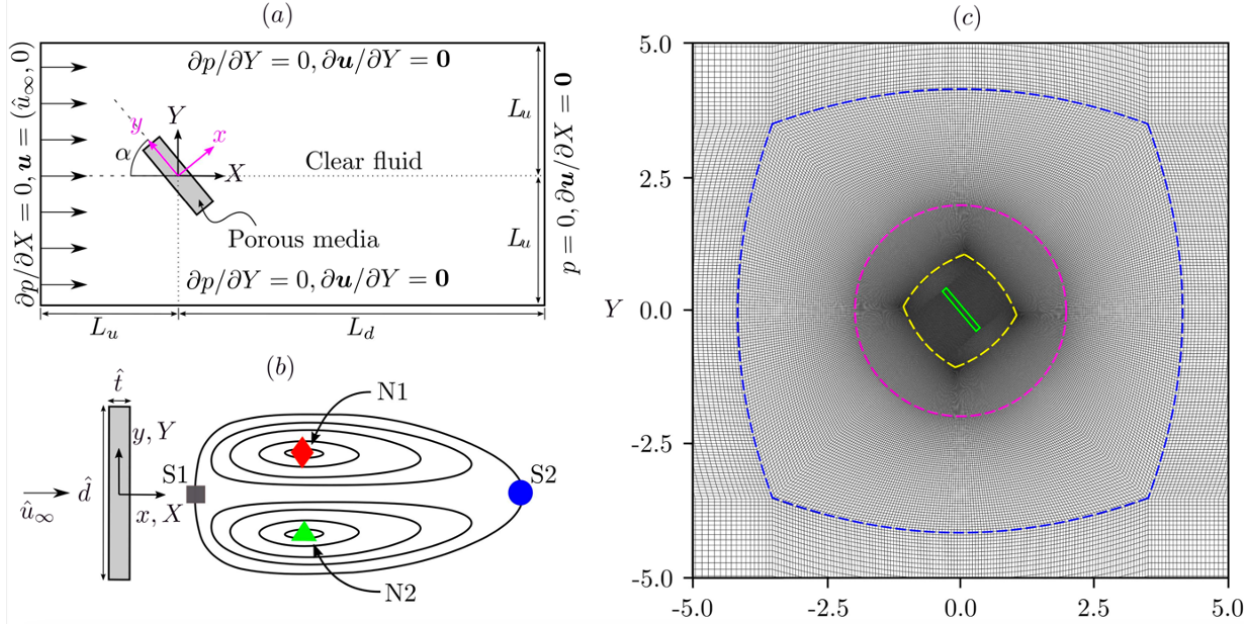 (a)
∂p/∂Y = 0, ∂u/∂Y = 0
∂p/∂X = 0, u = (û∞, 0)
p = 0, ∂u/∂X = 0
Y
y
x
α
X
Clear fluid
Porous media
L_u
L_u
∂p/∂Y = 0, ∂u/∂Y = 0
L_u
L_d
(b)
t̂
N1
y, Y
S1
S2
d̂
û∞
x, X
N2
(c)
5.0
2.5
Y
0.0
-2.5
-5.0
-5.0
-2.5
0.0
2.5
5.0